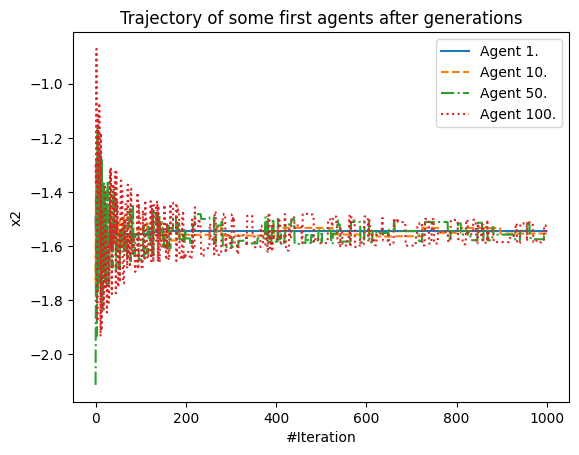 Trajectory of some first agents after generations
Agent 1.
Agent 10.
Agent 50.
Agent 100.
x2
−1.0
−1.2
−1.4
−1.6
−1.8
−2.0
0
200
400
600
800
1000
#Iteration